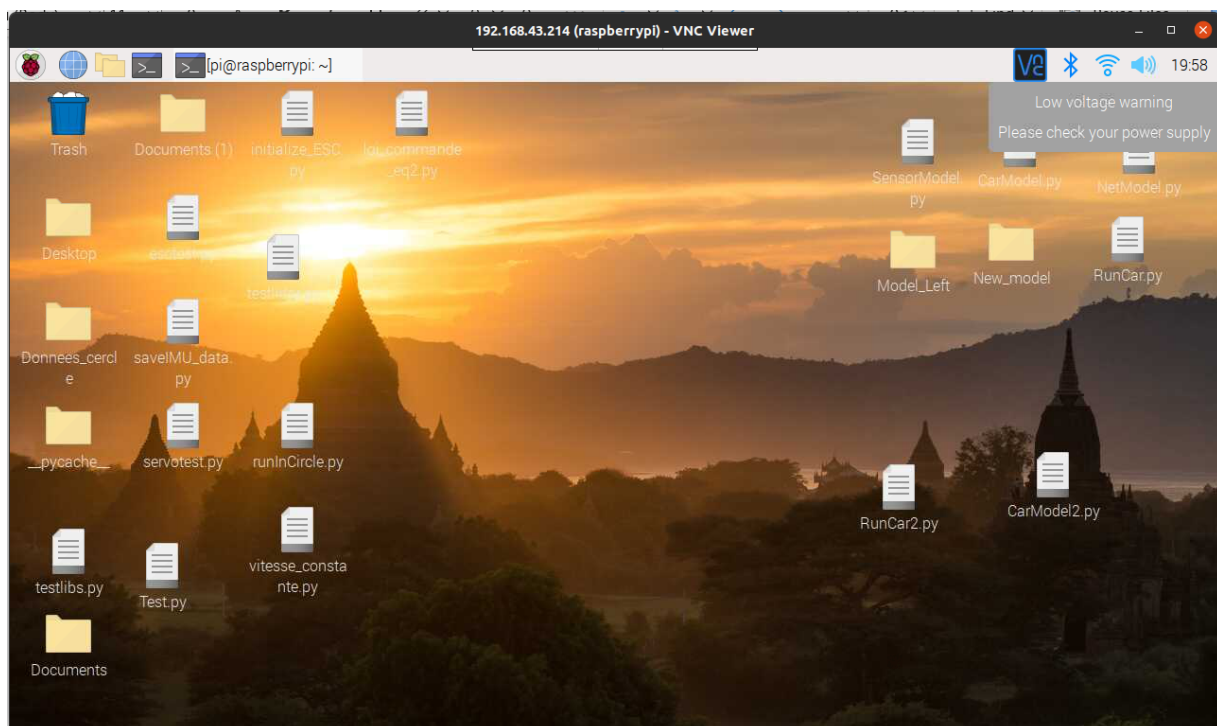 192.168.43.214 (raspberrypi) - VNC Viewer
[pi@raspberrypi: ~]
19:58
Low voltage warning
Please check your power supply
Trash
Documents (1)
initialize_ESC.
py
loi_commande
_eq2.py
SensorModel.
py
CarModel.py
NetModel.py
Desktop
esctest.py
Model_Left
New_model
RunCar.py
Donnees_cercl
e
saveIMU_data.
py
__pycache__
servotest.py
runInCircle.py
RunCar2.py
CarModel2.py
testlibs.py
Test.py
vitesse_consta
nte.py
Documents